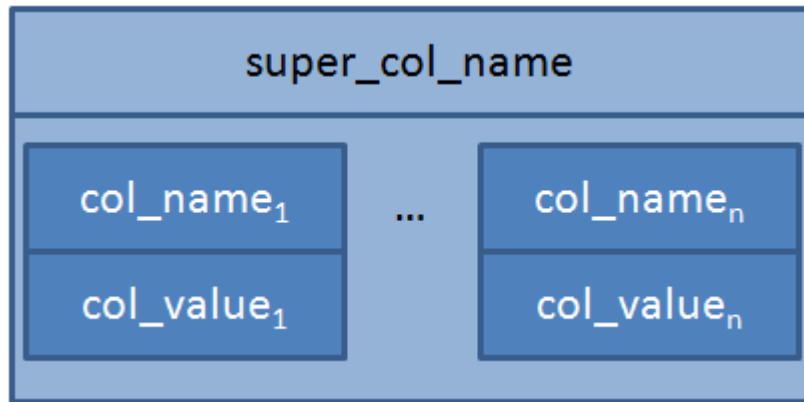 super_col_name
col_name₁ ... col_nameₙ
col_value₁ col_valueₙ